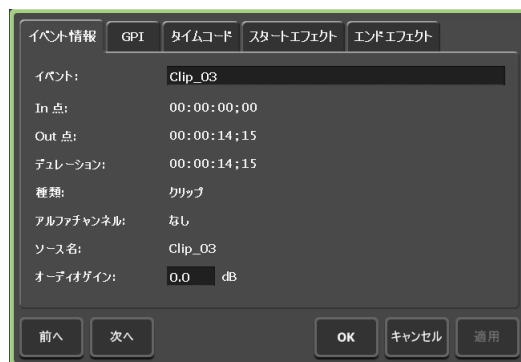 イベント情報 GPI タイムコード スタートエフェクト エンドエフェクト
イベント: Clip_03
In 点: 00:00:00;00
Out 点: 00:00:14;15
デュレーション: 00:00:14;15
種類: クリップ
アルファチャンネル: なし
ソース名: Clip_03
オーディオゲイン: 0.0 dB
前へ 次へ OK キャンセル 適用